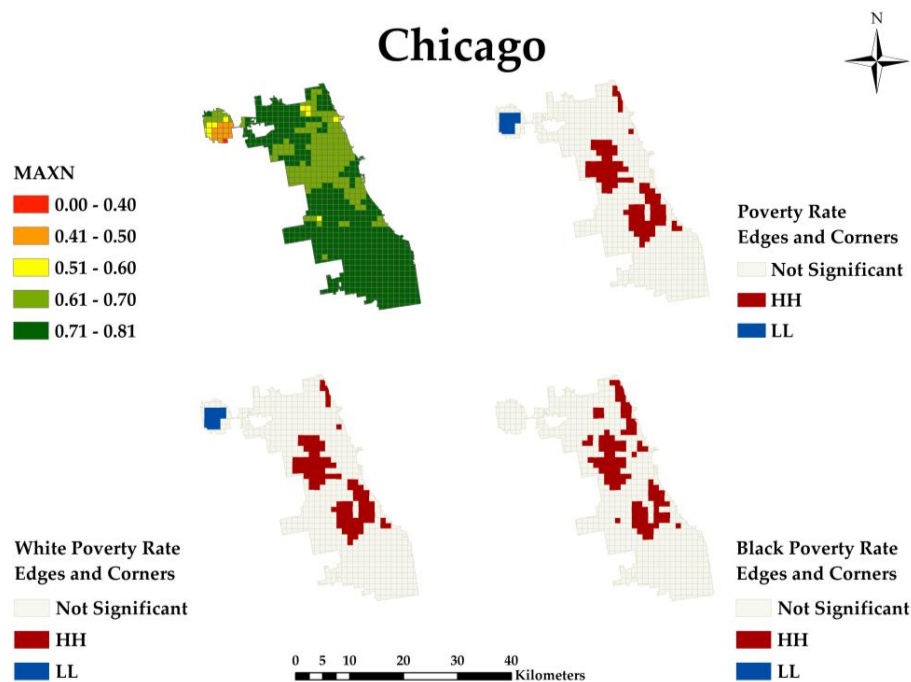 Chicago
N
MAXN
0.00 - 0.40
0.41 - 0.50
0.51 - 0.60
0.61 - 0.70
0.71 - 0.81
Poverty Rate
Edges and Corners
Not Significant
HH
LL
White Poverty Rate
Edges and Corners
Not Significant
HH
LL
Black Poverty Rate
Edges and Corners
Not Significant
HH
LL
0 5 10 20 30 40
Kilometers